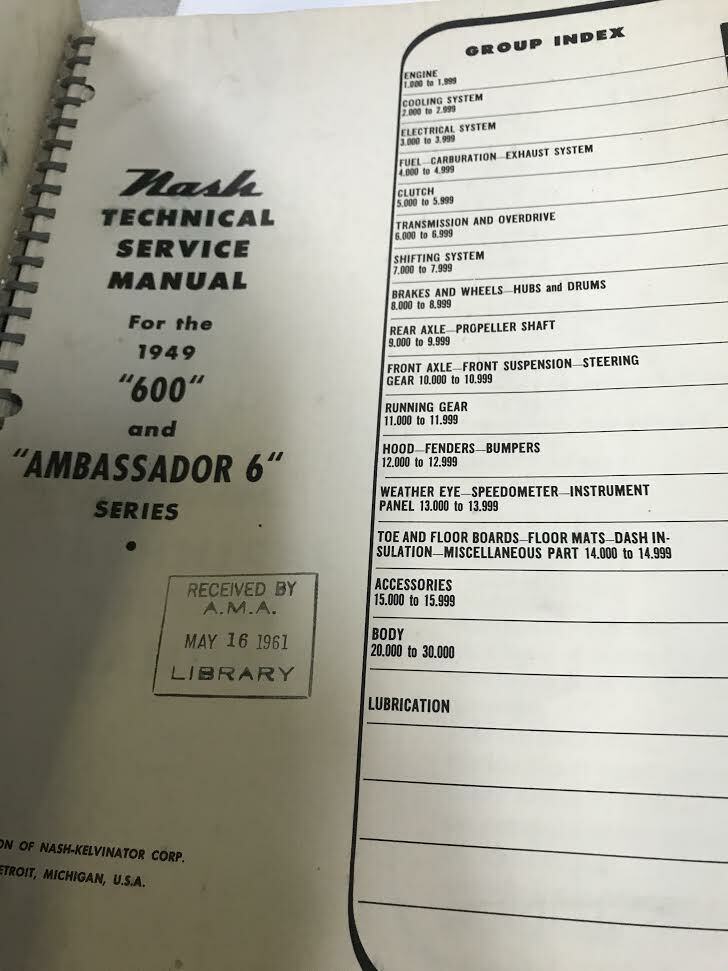 Nash
TECHNICAL
SERVICE
MANUAL
For the
1949
"600"
and
"AMBASSADOR 6"
SERIES
RECEIVED BY
A.M.A.
MAY 16 1961
LIBRARY
OF NASH-KELVINATOR CORP.
MICHIGAN, U.S.A.
GROUP INDEX
ENGINE
1.000 to 1.999
COOLING SYSTEM
2.000 to 2.999
ELECTRICAL SYSTEM
3.000 to 3.999
FUEL—CARBURATION—EXHAUST SYSTEM
4.000 to 4.999
CLUTCH
5.000 to 5.999
TRANSMISSION AND OVERDRIVE
6.000 to 6.999
SHIFTING SYSTEM
7.000 to 7.999
BRAKES AND WHEELS—HUBS and DRUMS
8.000 to 8.999
REAR AXLE—PROPELLER SHAFT
9.000 to 9.999
FRONT AXLE—FRONT SUSPENSION—STEERING
GEAR 10.000 to 10.999
RUNNING GEAR
11.000 to 11.999
HOOD—FENDERS—BUMPERS
12.000 to 12.999
WEATHER EYE—SPEEDOMETER—INSTRUMENT
PANEL 13.000 to 13.999
TOE AND FLOOR BOARDS—FLOOR MATS—DASH IN-
SULATION—MISCELLANEOUS PART 14.000 to 14.999
ACCESSORIES
15.000 to 15.999
BODY
20.000 to 30.000
LUBRICATION